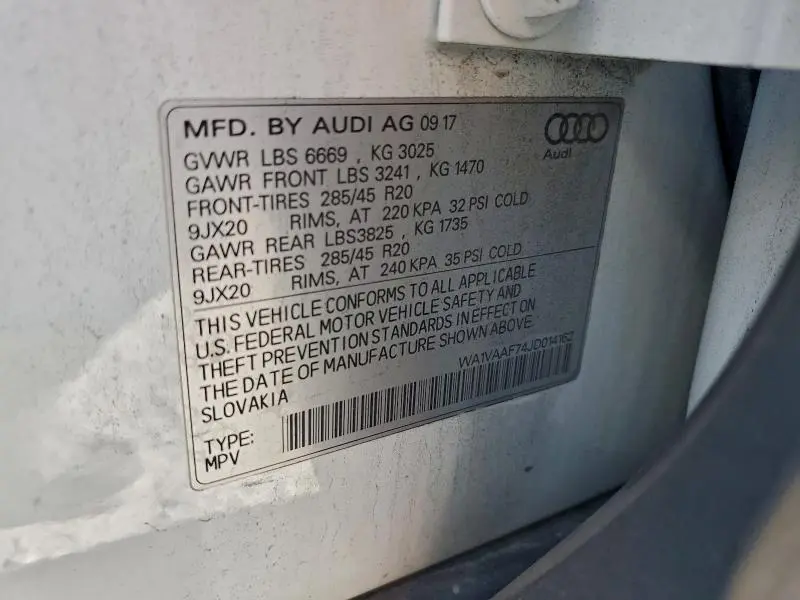 MFD. BY AUDI AG 09 17
Audi
GVWR LBS 6669 , KG 3025
GAWR FRONT LBS 3241 , KG 1470
FRONT-TIRES 285/45 R20
9JX20 RIMS, AT 220 KPA 32 PSI COLD
GAWR REAR LBS3825 , KG 1735
REAR-TIRES 285/45 R20
9JX20 RIMS, AT 240 KPA 35 PSI COLD
THIS VEHICLE CONFORMS TO ALL APPLICABLE
U.S. FEDERAL MOTOR VEHICLE SAFETY AND
THEFT PREVENTION STANDARDS IN EFFECT ON
THE DATE OF MANUFACTURE SHOWN ABOVE
SLOVAKIA
WA1VAAF74JD014162
TYPE:
MPV